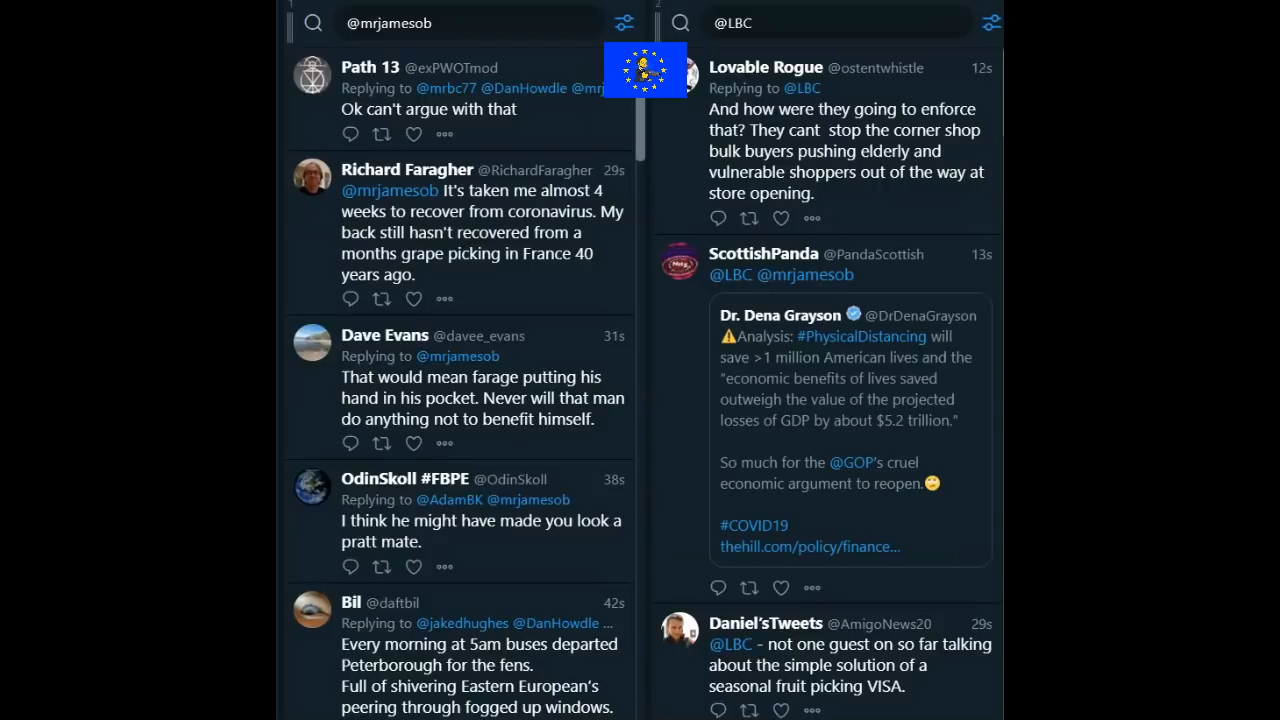 1
@mrjamesob
Path 13 @exPWOTmod
Replying to @mrbc77 @DanHowdle
Ok can't argue with that
Richard Faragher @RichardFaragher 29s
@mrjamesob It's taken me almost 4
weeks to recover from coronavirus. My
back still hasn't recovered from a
months grape picking in France 40
years ago.
Dave Evans @davee_evans 31s
Replying to @mrjamesob
That would mean farage putting his
hand in his pocket. Never will that man
do anything not to benefit himself.
OdinSkoll #FBPE @OdinSkoll 38s
Replying to @AdamBK @mrjamesob
I think he might have made you look a
pratt mate.
Bil @daftbil 42s
Replying to @jakedhughes @DanHowdle ...
Every morning at 5am buses departed
Peterborough for the fens.
Full of shivering Eastern European's
peering through fogged up windows.
2
@LBC
Lovable Rogue @ostentwhistle 12s
Replying to @LBC
And how were they going to enforce
that? They cant stop the corner shop
bulk buyers pushing elderly and
vulnerable shoppers out of the way at
store opening.
ScottishPanda @PandaScottish 13s
@LBC @mrjamesob
Dr. Dena Grayson @DrDenaGrayson
⚠️Analysis: #PhysicalDistancing will
save >1 million American lives and the
"economic benefits of lives saved
outweigh the value of the projected
losses of GDP by about $5.2 trillion."
So much for the @GOP's cruel
economic argument to reopen.🙄
#COVID19
thehill.com/policy/finance...
Daniel'sTweets @AmigoNews20 29s
@LBC - not one guest on so far talking
about the simple solution of a
seasonal fruit picking VISA.